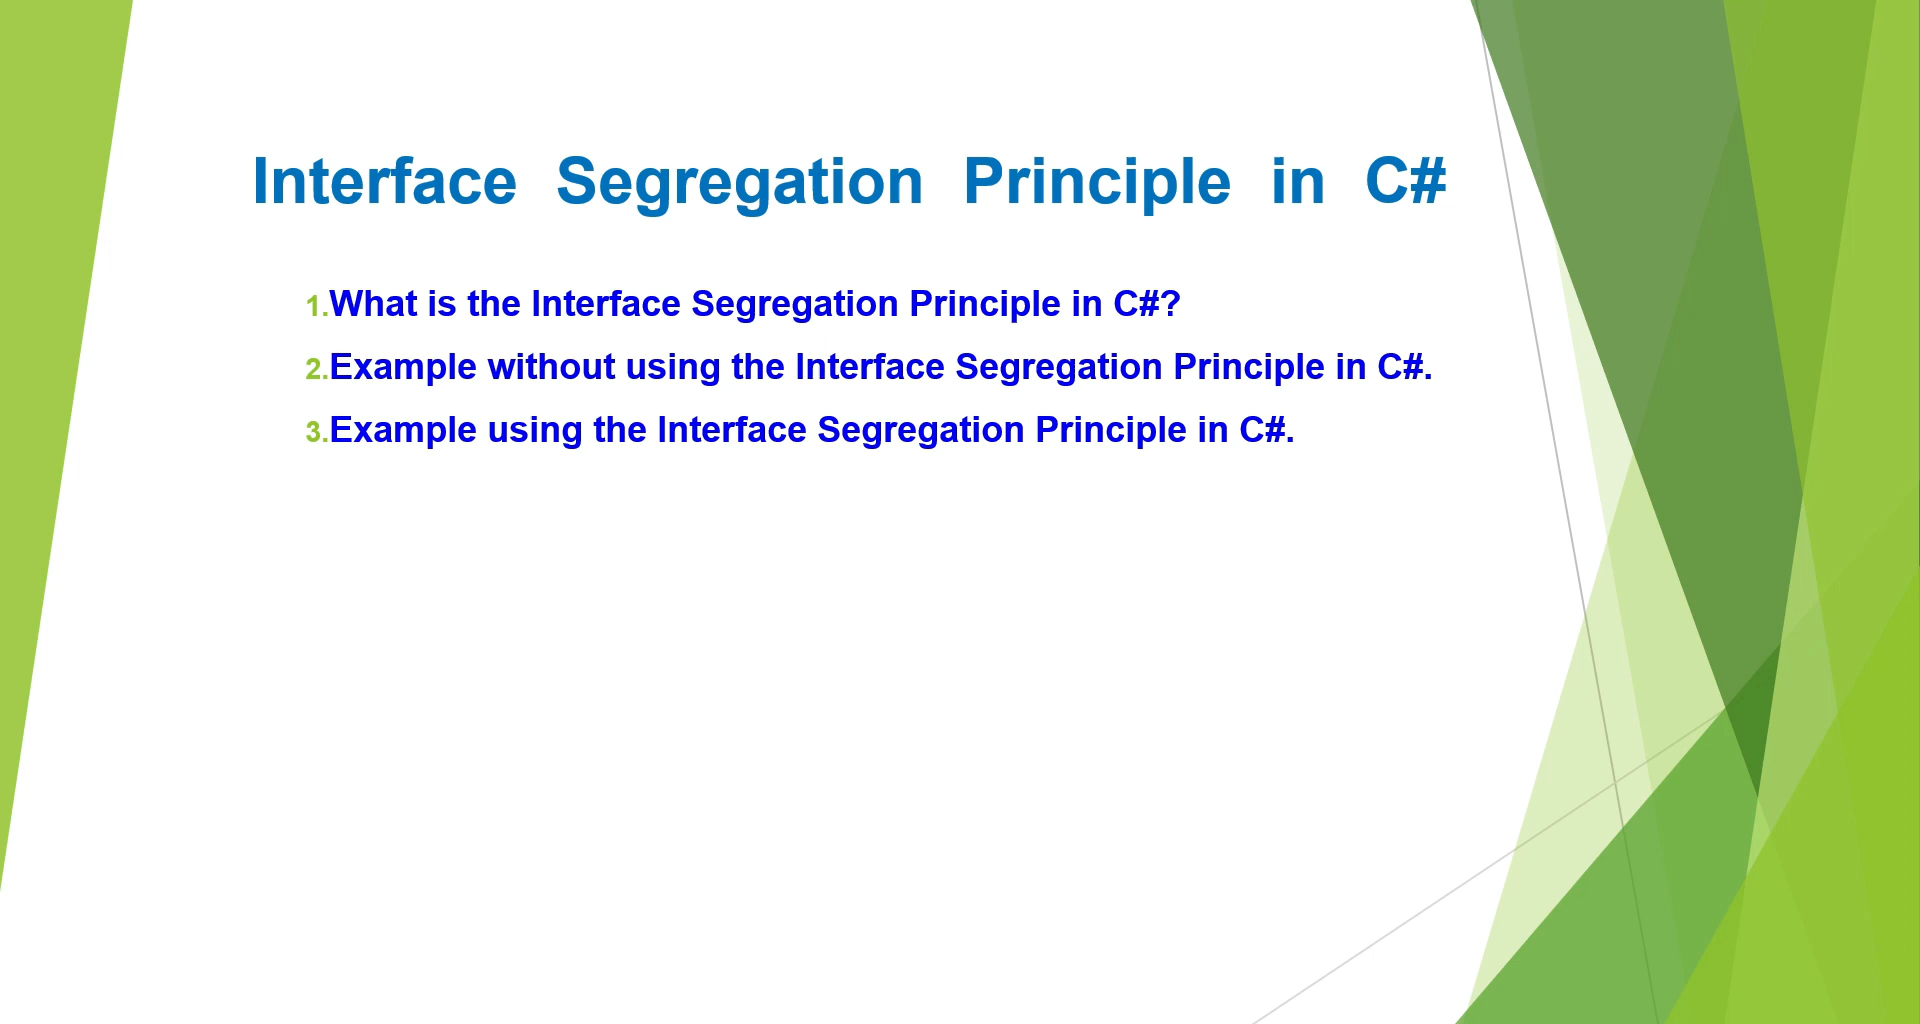 Interface Segregation Principle in C#
1.What is the Interface Segregation Principle in C#?
2.Example without using the Interface Segregation Principle in C#.
3.Example using the Interface Segregation Principle in C#.